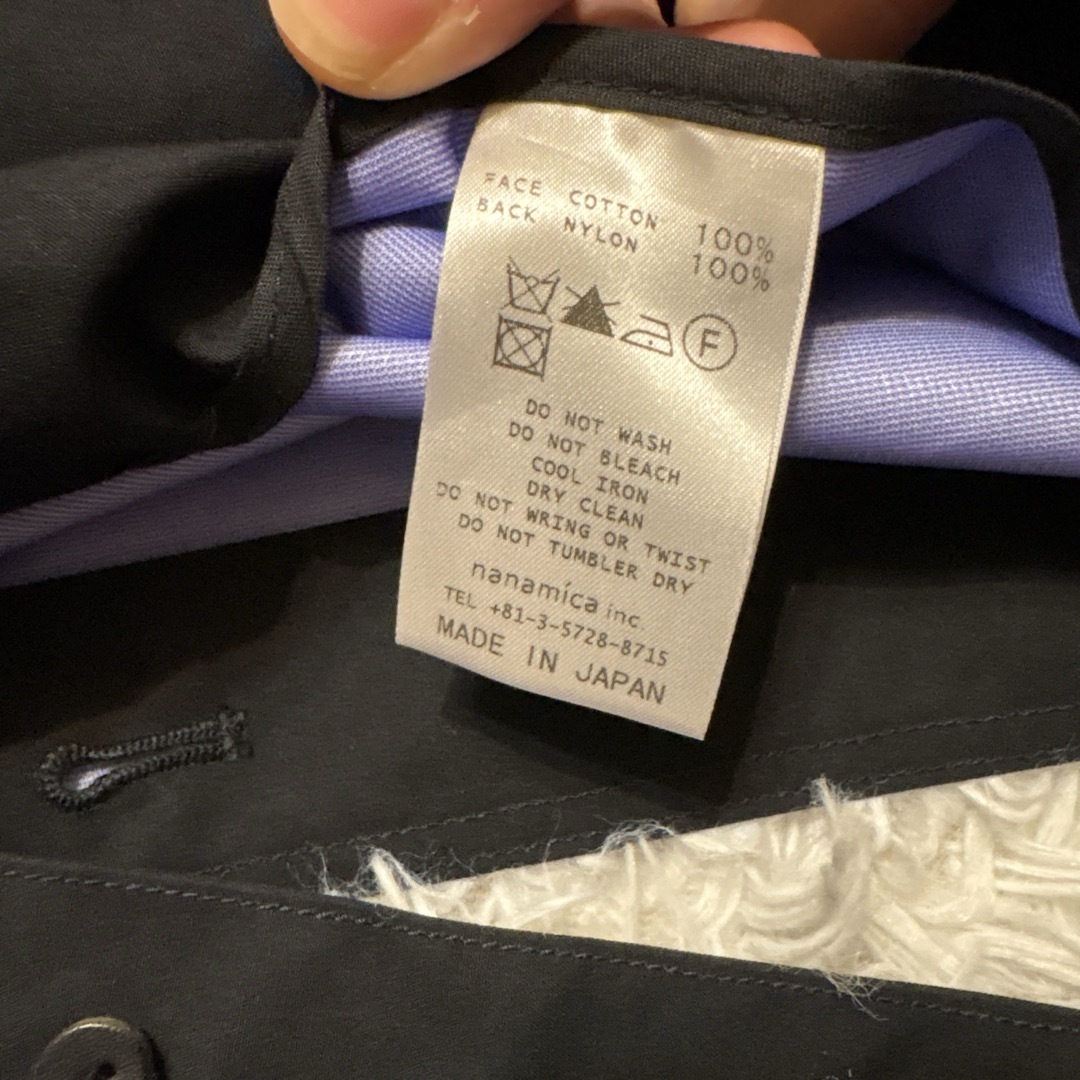 FACE COTTON 100%
BACK NYLON 100%
F
DO NOT WASH
DO NOT BLEACH
COOL IRON
DRY CLEAN
DO NOT WRING OR TWIST
DO NOT TUMBLER DRY
nanamica inc.
TEL +81-3-5728-8715
MADE IN JAPAN